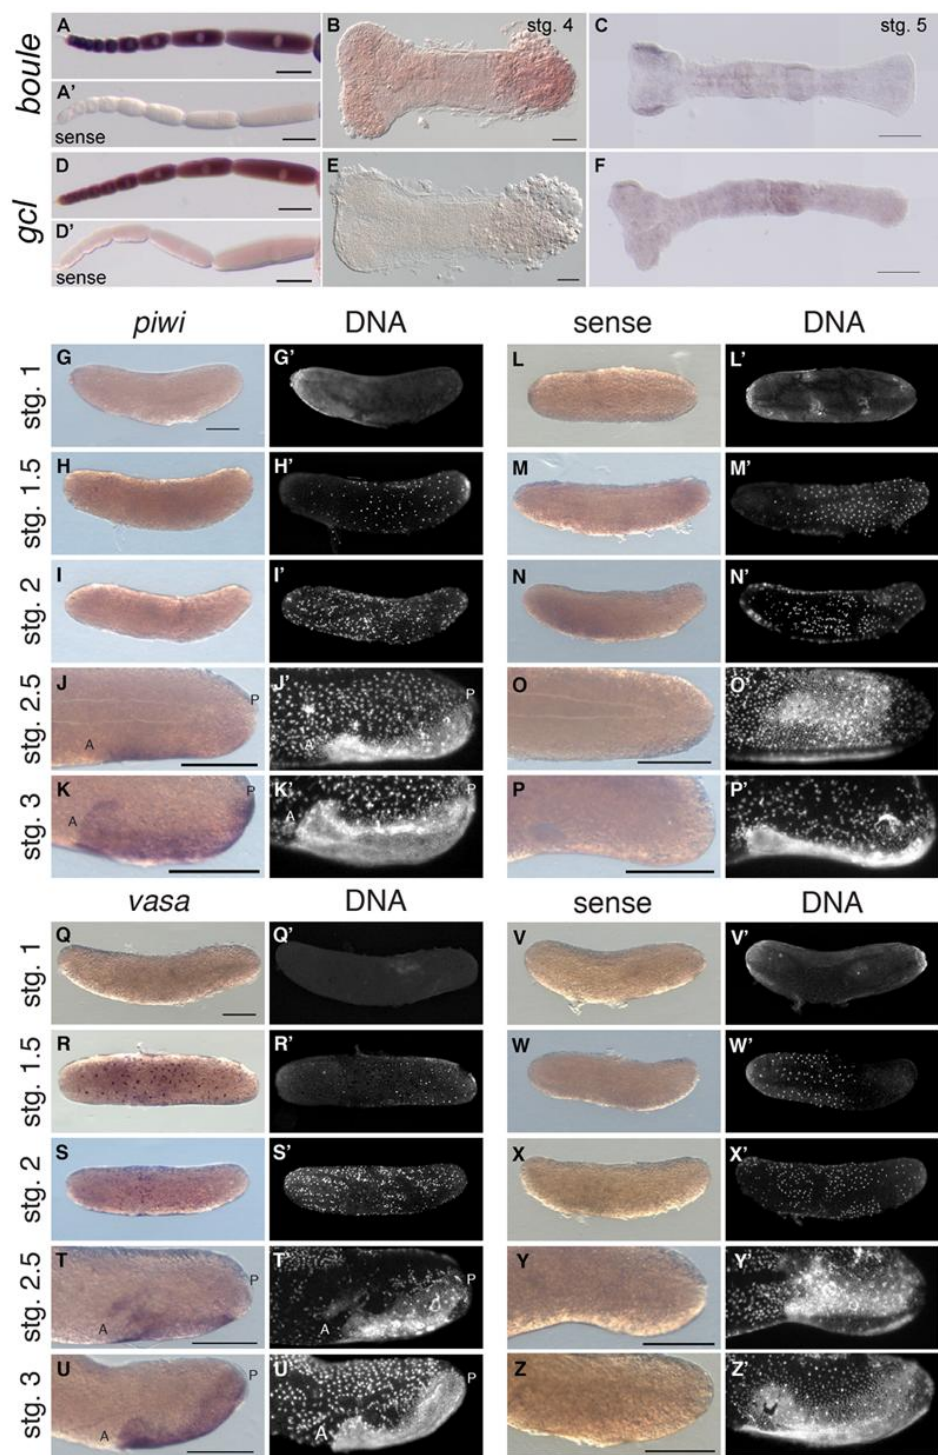 boule
A
B
stg. 4
C
stg. 5
A'
sense
gcl
D
E
F
D'
sense
piwi
DNA
sense
DNA
stg. 1
G
G'
L
L'
stg. 1.5
H
H'
M
M'
stg. 2
I
I'
N
N'
stg. 2.5
J
P
A
J'
P
A
O
O'
stg. 3
K
P
A
K'
P
A
P
P'
vasa
DNA
sense
DNA
stg. 1
Q
Q'
V
V'
stg. 1.5
R
R'
W
W'
stg. 2
S
S'
X
X'
stg. 2.5
T
P
A
T'
P
A
Y
Y'
stg. 3
U
P
A
U'
P
A
Z
Z'